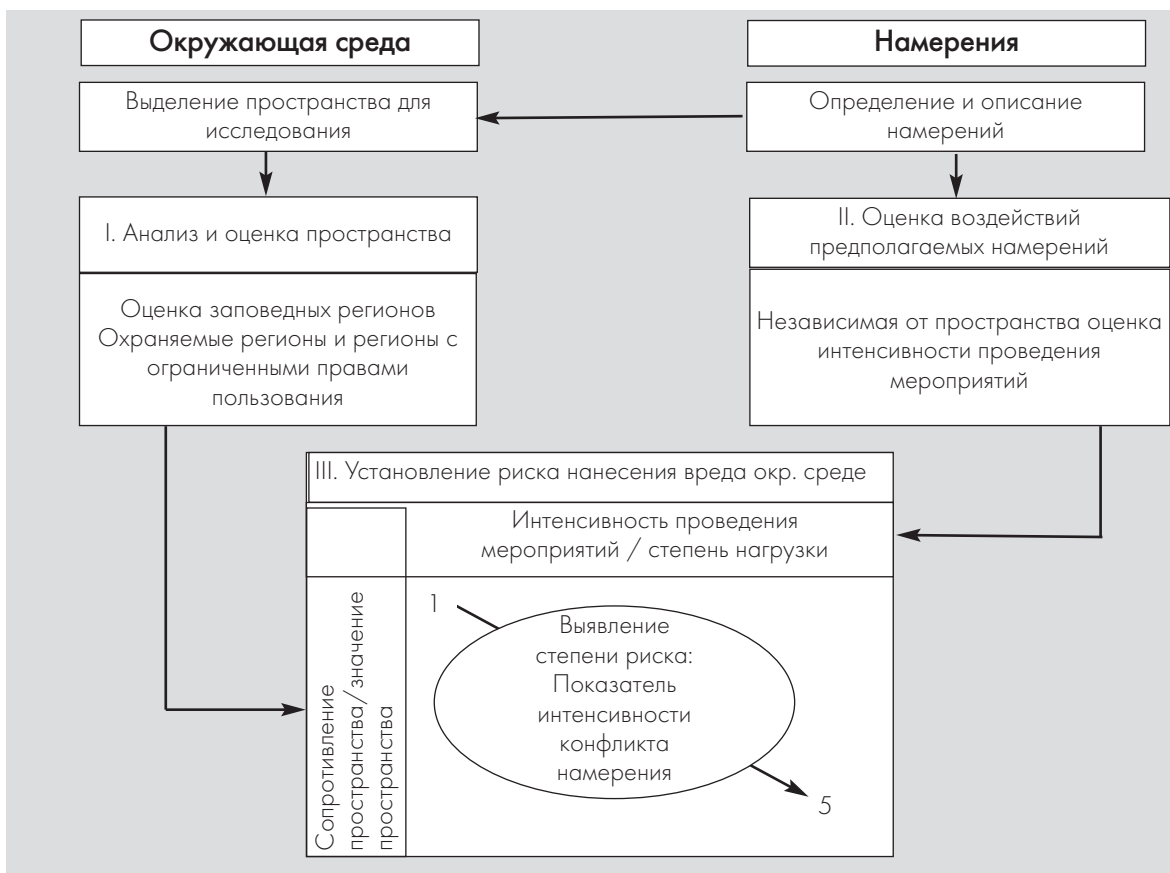 Окружающая среда
Намерения
Выделение пространства для
исследования
Определение и описание
намерений
I. Анализ и оценка пространства
II. Оценка воздействий
предполагаемых намерений
Оценка заповедных регионов
Охраняемые регионы и регионы с
ограниченными правами
пользования
Независимая от пространства оценка
интенсивности проведения
мероприятий
III. Установление риска нанесения вреда окр. среде
Интенсивность проведения
мероприятий / степень нагрузки
Сопротивление
пространства/значение
пространства
1
Выявление
степени риска:
Показатель
интенсивности
конфликта
намерения
5